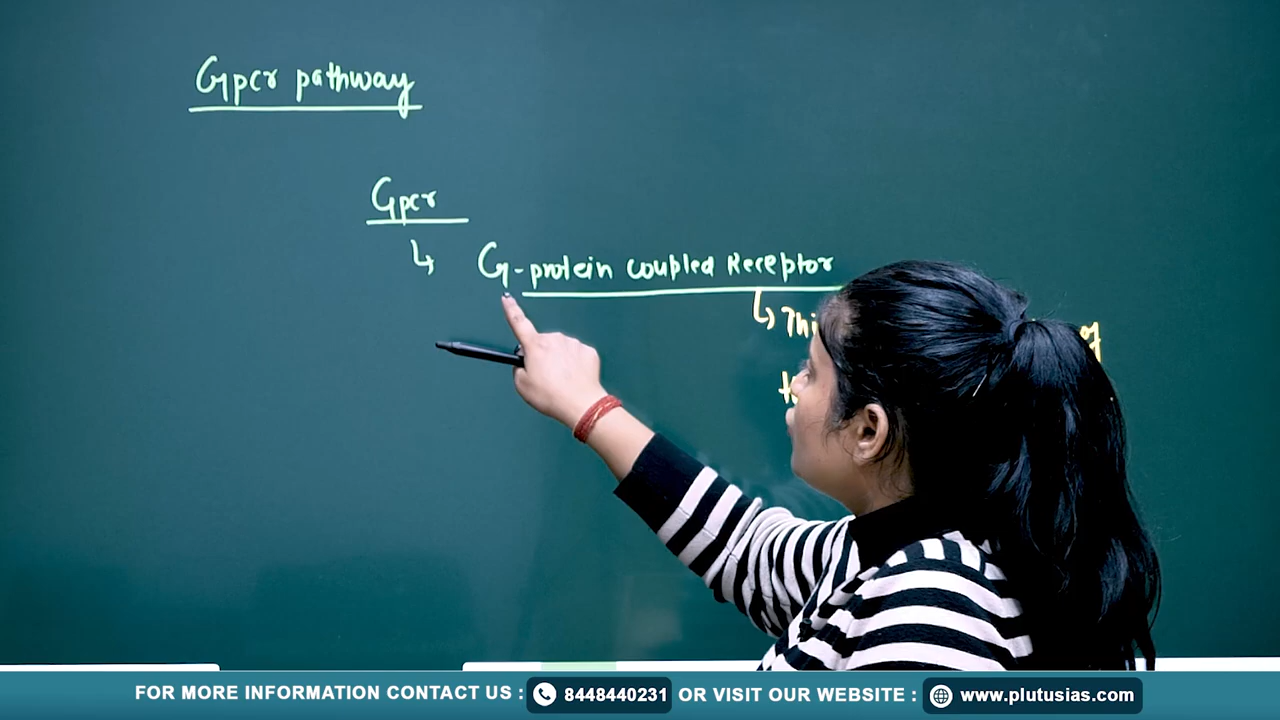 Gpcr pathway
Gpcr
↳ G-protein coupled Receptor
↳
FOR MORE INFORMATION CONTACT US : 8448440231 OR VISIT OUR WEBSITE : www.plutusias.com